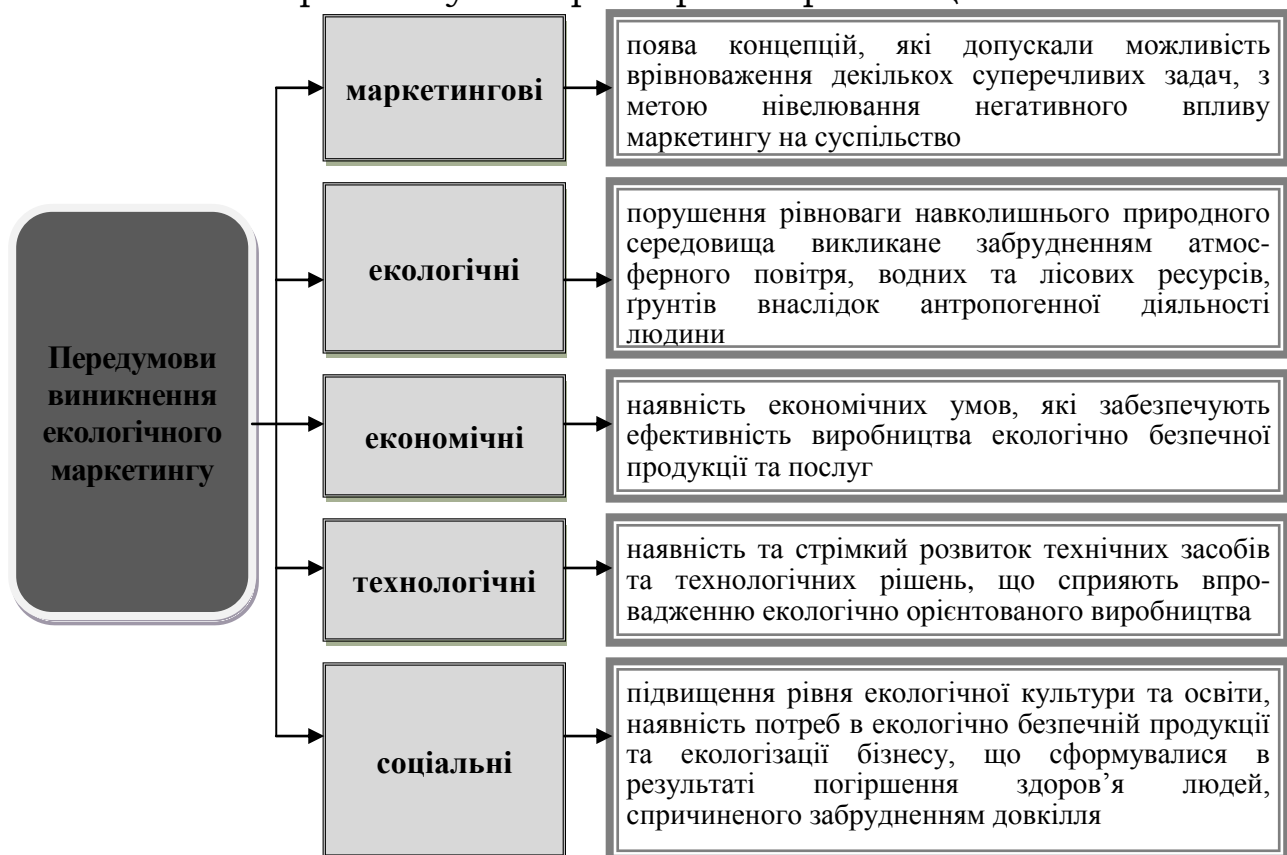 Передумови
виникнення
екологічного
маркетингу
маркетингові
поява концепцій, які допускали можливість
врівноваження декількох суперечливих задач, з
метою нівелювання негативного впливу
маркетингу на суспільство
екологічні
порушення рівноваги навколишнього природного
середовища викликане забрудненням атмос-
ферного повітря, водних та лісових ресурсів,
ґрунтів внаслідок антропогенної діяльності
людини
економічні
наявність економічних умов, які забезпечують
ефективність виробництва екологічно безпечної
продукції та послуг
технологічні
наявність та стрімкий розвиток технічних засобів
та технологічних рішень, що сприяють впро-
вадженню екологічно орієнтованого виробництва
соціальні
підвищення рівня екологічної культури та освіти,
наявність потреб в екологічно безпечній продукції
та екологізації бізнесу, що сформувалися в
результаті погіршення здоров’я людей,
спричиненого забрудненням довкілля